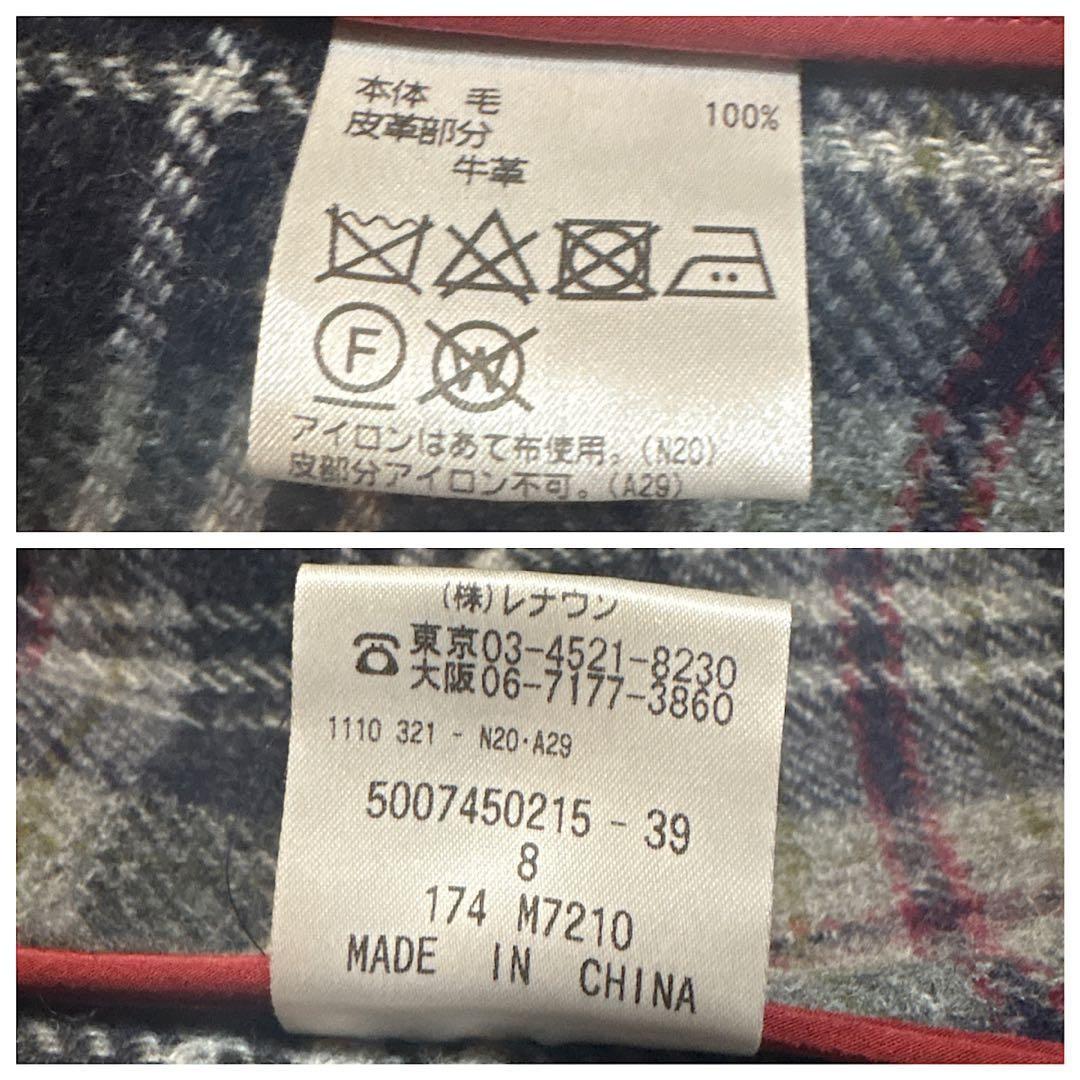 本体 毛 100%
皮革部分
牛革
F
W
アイロンはあて布使用。(N20)
皮部分アイロン不可。(A29)
(株)レナウン
東京03-4521-8230
大阪06-7177-3860
1110 321 - N20・A29
5007450215 - 39
8
174 M7210
MADE IN CHINA